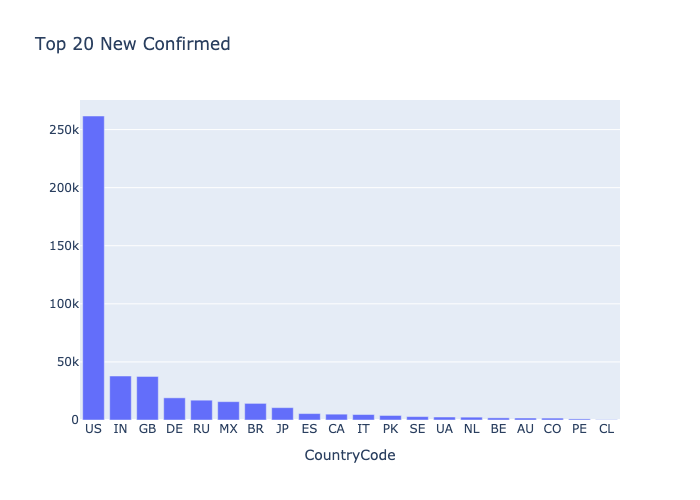 Top 20 New Confirmed
250k
200k
150k
100k
50k
0
US IN GB DE RU MX BR JP ES CA IT PK SE UA NL BE AU CO PE CL
CountryCode